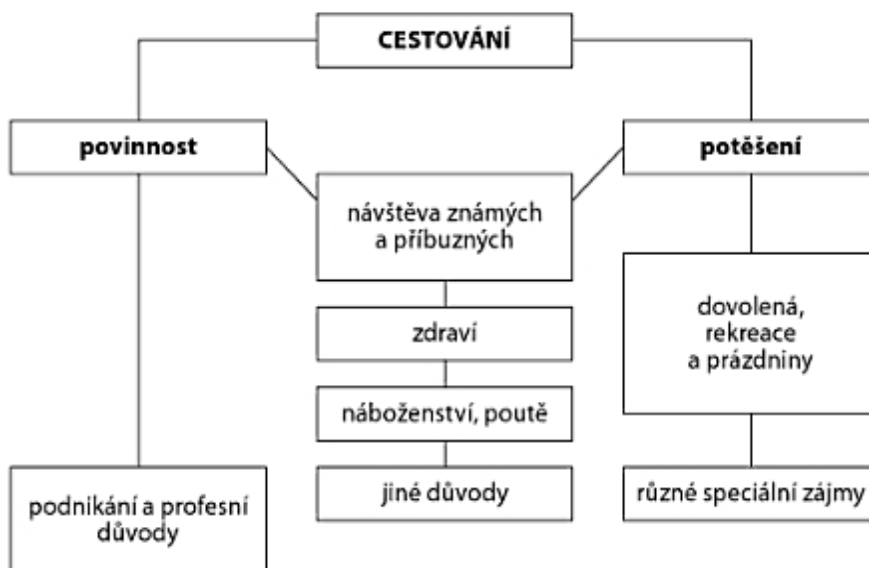 CESTOVÁNÍ
povinnost
potěšení
návštěva známých
a příbuzných
dovolená,
rekreace
a prázdniny
zdraví
náboženství, poutě
jiné důvody
různé speciální zájmy
podnikání a profesní
důvody